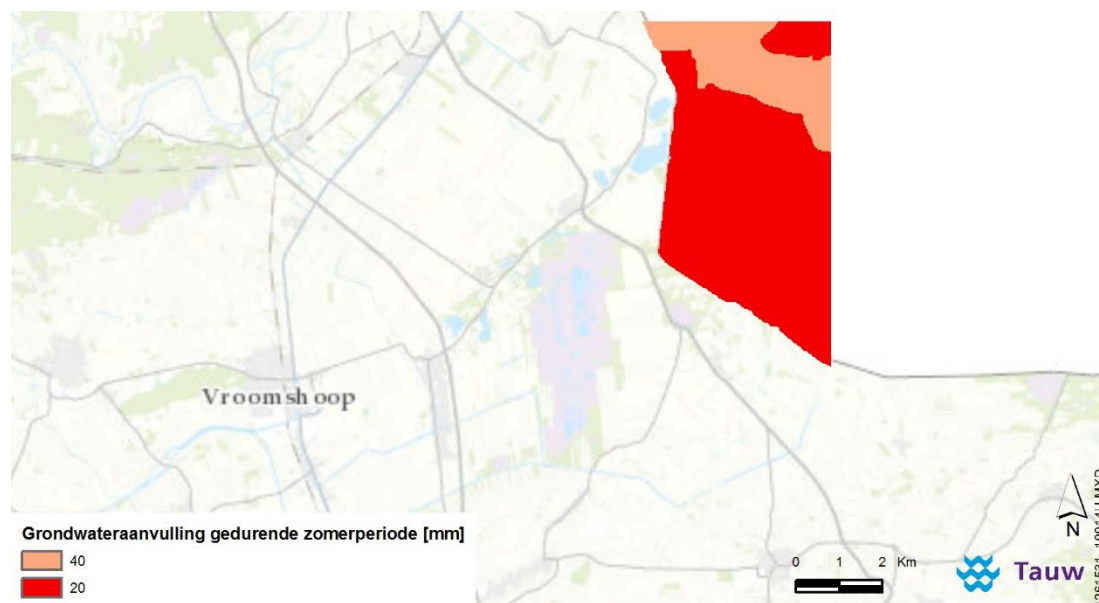 Vroomshoop
Grondwateraanvulling gedurende zomerperiode [mm]
40
20
0 1 2 Km
N
Tauw